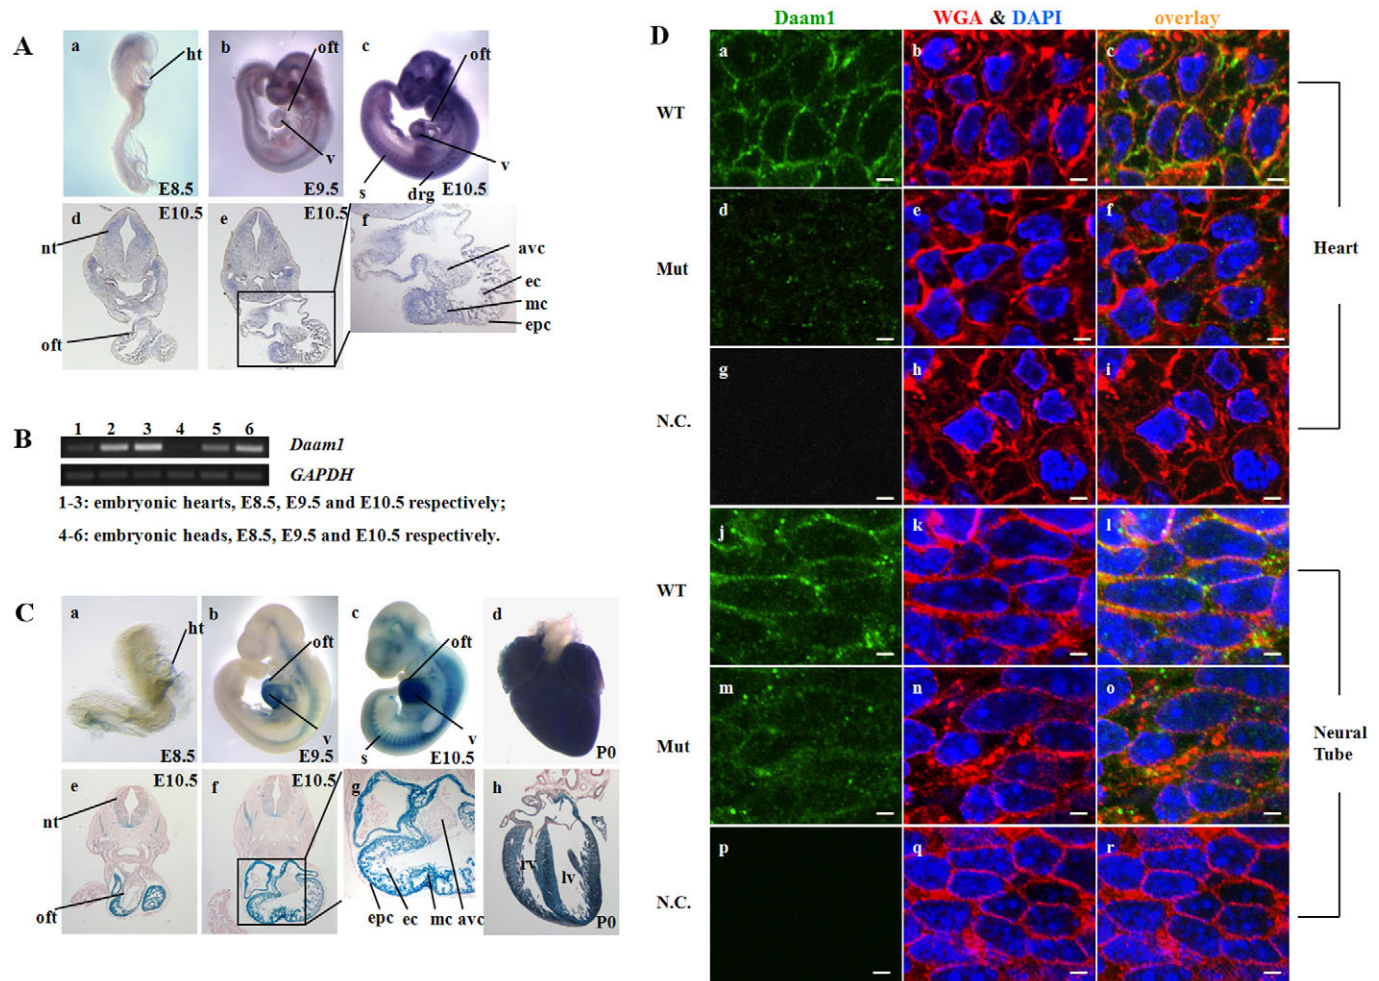 A
a
ht
E8.5
b
oft
v
E9.5
c
oft
v
s
drg
E10.5
d
E10.5
nt
oft
e
E10.5
f
avc
ec
mc
epc
B
1 2 3 4 5 6
Daam1
GAPDH
1-3: embryonic hearts, E8.5, E9.5 and E10.5 respectively;
4-6: embryonic heads, E8.5, E9.5 and E10.5 respectively.
C
a
ht
E8.5
b
oft
v
E9.5
c
oft
v
s
E10.5
d
P0
e
E10.5
nt
oft
f
E10.5
g
epc ec mc avc
h
rv
lv
P0
D
Daam1 WGA & DAPI overlay
WT
a b c
Mut
d e f
Heart
N.C.
g h i
WT
j k l
Mut
m n o
Neural
Tube
N.C.
p q r